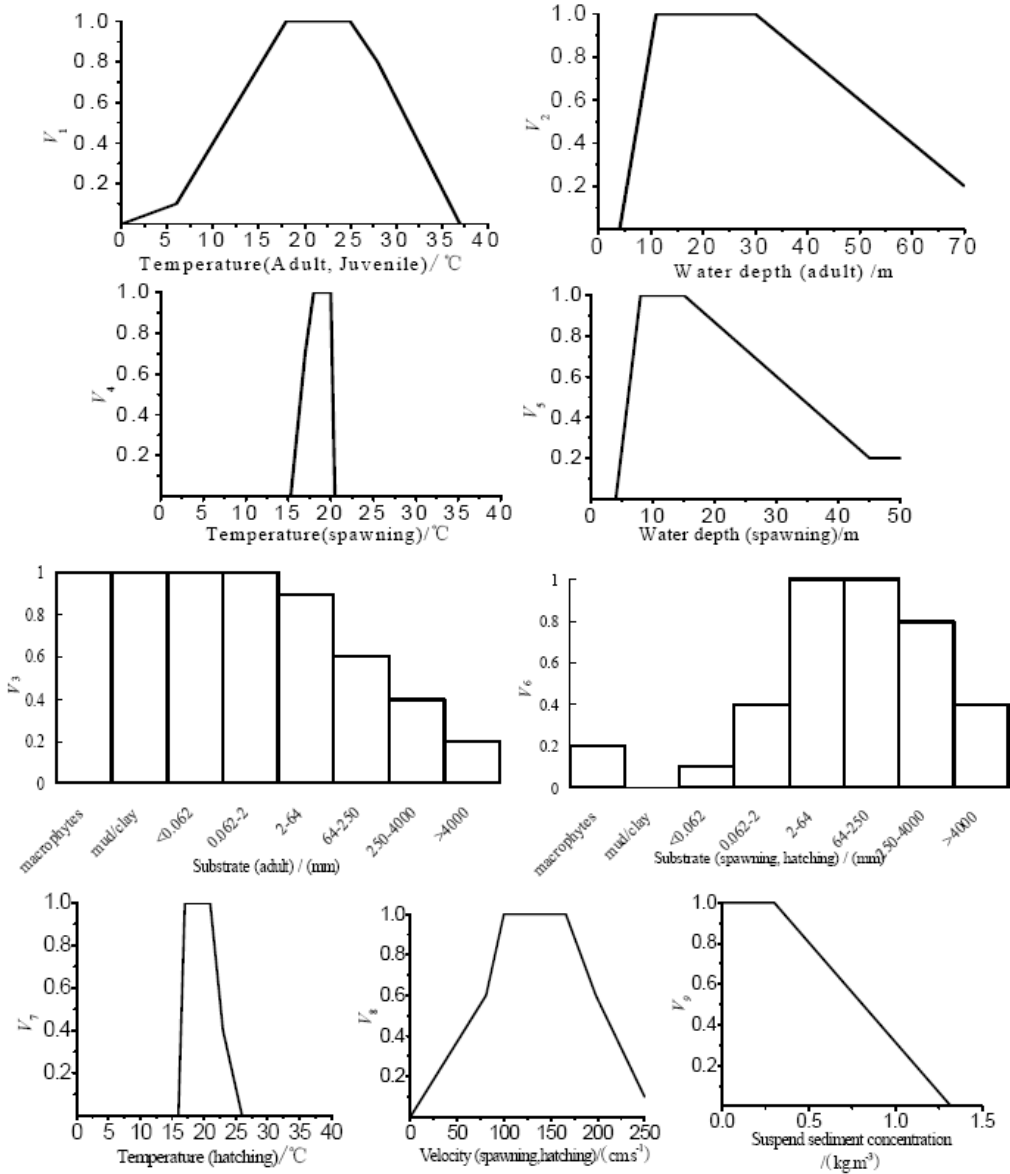 1.0
0.8
0.6
0.4
0.2
V1
0 5 10 15 20 25 30 35 40
Temperature(Adult, Juvenile)/℃
1.0
0.8
0.6
0.4
0.2
V2
0 10 20 30 40 50 60 70
Water depth (adult) /m
1.0
0.8
0.6
0.4
0.2
V4
0 5 10 15 20 25 30 35 40
Temperature(spawning)/℃
1.0
0.8
0.6
0.4
0.2
V5
0 10 20 30 40 50
Water depth (spawning)/m
1
0.8
0.6
0.4
0.2
0
V3
macrophytes mud/clay <0.062 0.062-2 2-64 64-250 250-4000 >4000
Substrate (adult) / (mm)
1
0.8
0.6
0.4
0.2
0
V6
macrophytes mud/clay <0.062 0.062-2 2-64 64-250 250-4000 >4000
Substrate (spawning, hatching) / (mm)
1.0
0.8
0.6
0.4
0.2
V7
0 5 10 15 20 25 30 35 40
Temperature (hatching)/℃
1.0
0.8
0.6
0.4
0.2
V8
0 50 100 150 200 250
Velocity (spawning,hatching)/(cm s⁻¹)
1.0
0.8
0.6
0.4
0.2
V9
0.0 0.5 1.0 1.5
Suspend sediment concentration
/(kg.m⁻³)